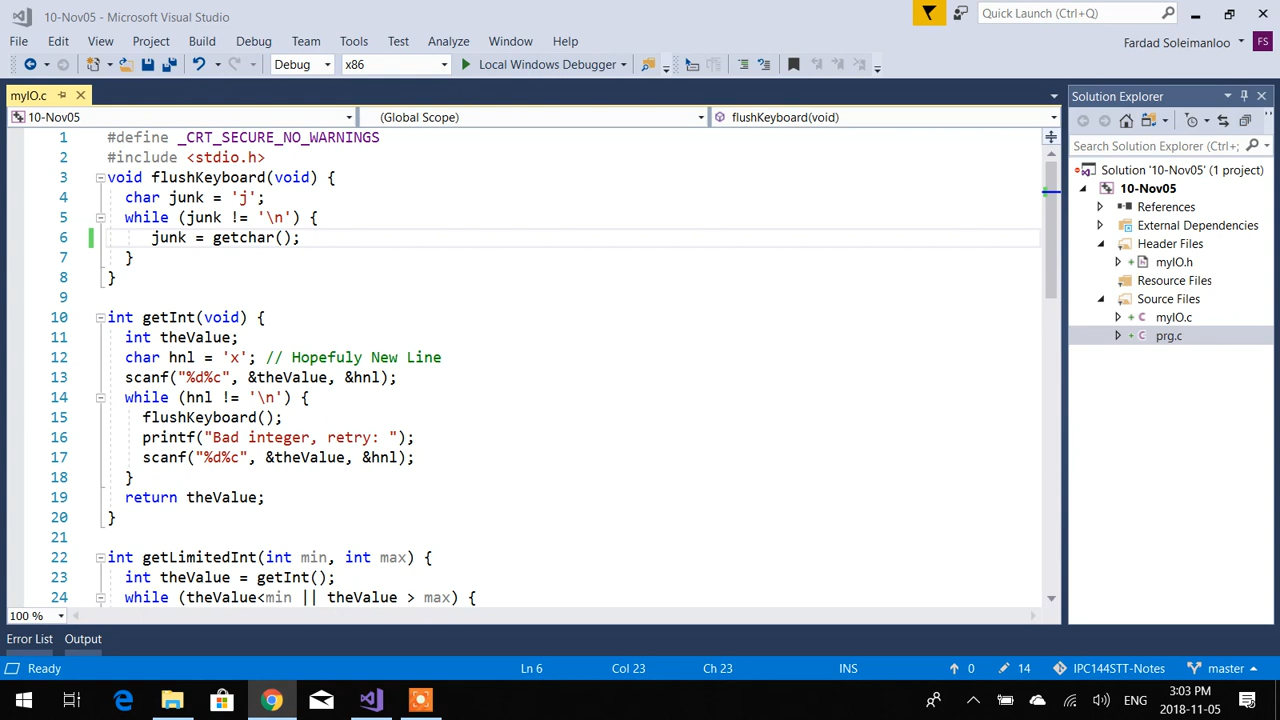 10-Nov05 - Microsoft Visual Studio
Quick Launch (Ctrl+Q)
File Edit View Project Build Debug Team Tools Test Analyze Window Help
Fardad Soleimanloo FS
Debug x86 Local Windows Debugger
myIO.c
Solution Explorer
10-Nov05 (Global Scope) flushKeyboard(void)
Search Solution Explorer (Ctrl+;
Solution '10-Nov05' (1 project)
10-Nov05
References
External Dependencies
Header Files
myIO.h
Resource Files
Source Files
myIO.c
prg.c
1 #define _CRT_SECURE_NO_WARNINGS
2 #include <stdio.h>
3 void flushKeyboard(void) {
4 char junk = 'j';
5 while (junk != '\n') {
6 junk = getchar();
7 }
8 }
9
10 int getInt(void) {
11 int theValue;
12 char hnl = 'x'; // Hopefuly New Line
13 scanf("%d%c", &theValue, &hnl);
14 while (hnl != '\n') {
15 flushKeyboard();
16 printf("Bad integer, retry: ");
17 scanf("%d%c", &theValue, &hnl);
18 }
19 return theValue;
20 }
21
22 int getLimitedInt(int min, int max) {
23 int theValue = getInt();
24 while (theValue<min || theValue > max) {
100 %
Error List Output
Ready Ln 6 Col 23 Ch 23 INS 0 14 IPC144STT-Notes master
ENG 3:03 PM
2018-11-05